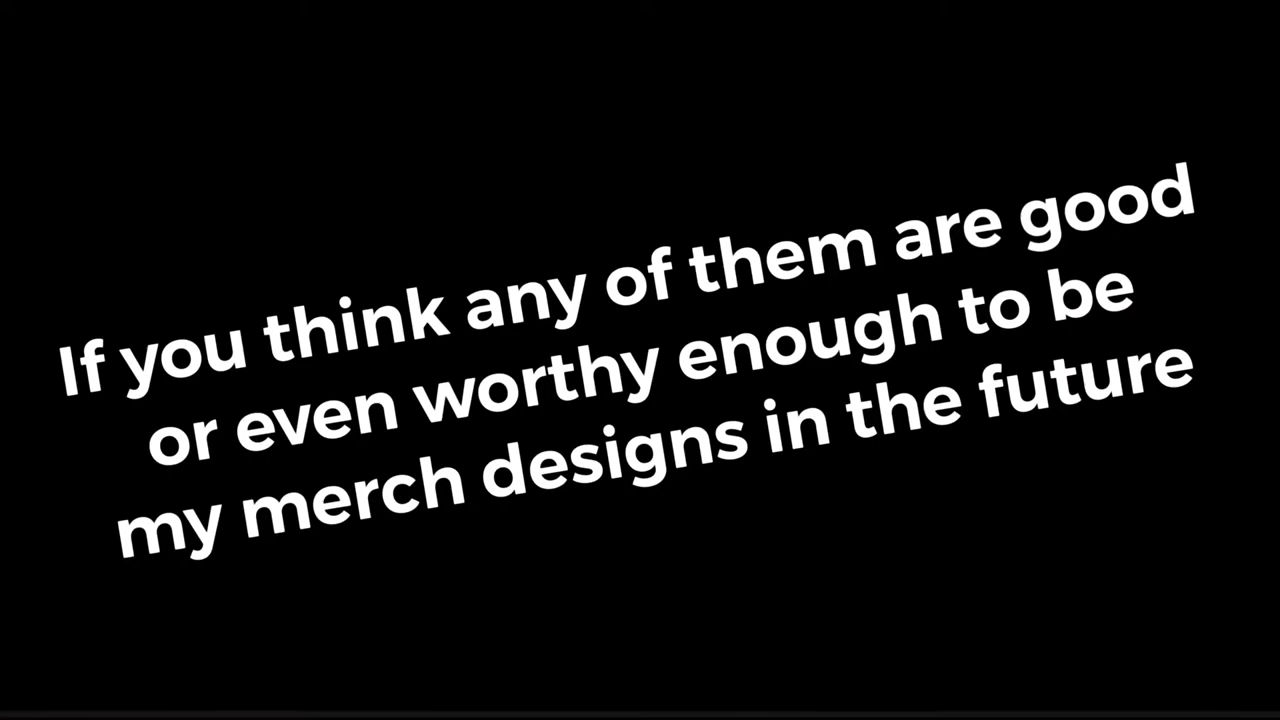 If you think any of them are good
or even worthy enough to be
my merch designs in the future